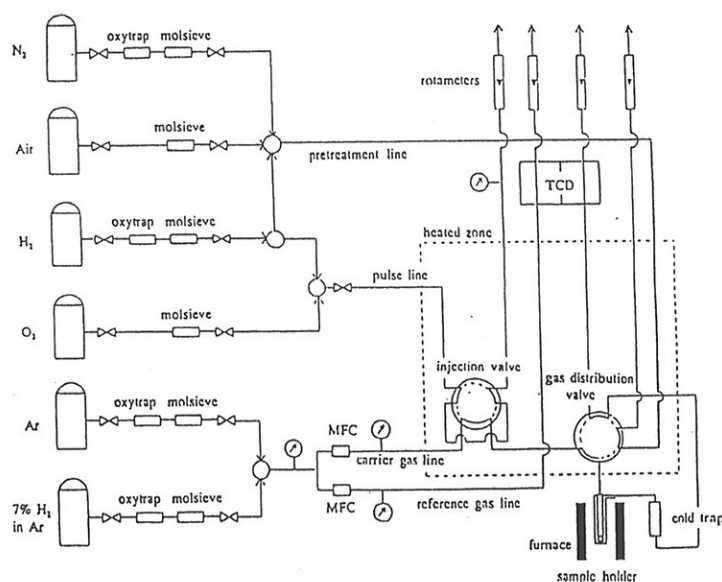 N₂
oxytrap molsieve
Air
molsieve
H₂
oxytrap molsieve
O₂
molsieve
Ar
oxytrap molsieve
7% H₂
in Ar
oxytrap molsieve
rotameters
pretreatment line
TCD
heated zone
pulse line
injection valve
gas distribution
valve
MFC
carrier gas line
MFC
reference gas line
furnace
cold trap
sample holder